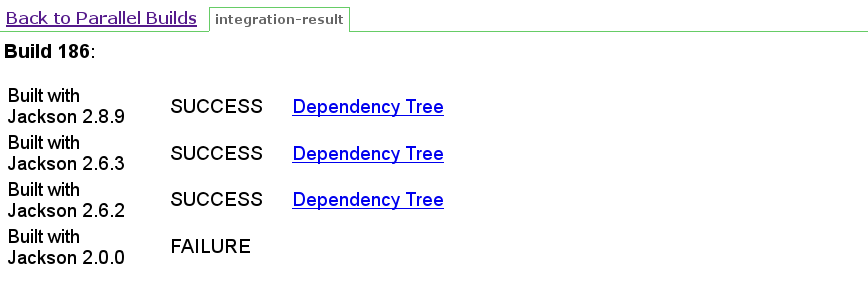 Back to Parallel Builds integration-result
Build 186:
Built with
Jackson 2.8.9 SUCCESS Dependency Tree
Built with
Jackson 2.6.3 SUCCESS Dependency Tree
Built with
Jackson 2.6.2 SUCCESS Dependency Tree
Built with
Jackson 2.0.0 FAILURE